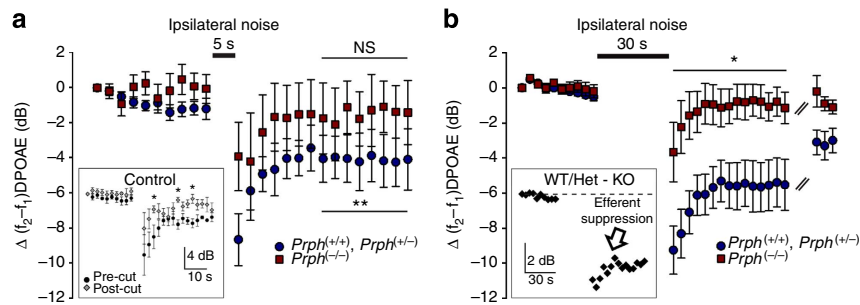 a
Ipsilateral noise
5 s
NS
2
0
−2
−4
−6
−8
−10
−12
Δ (f2−f1)DPOAE (dB)
**
Control
* * *
4 dB
10 s
Pre-cut
Post-cut
Prph(+/+), Prph(+/−)
Prph(−/−)
b
Ipsilateral noise
30 s
*
2
0
−2
−4
−6
−8
−10
−12
Δ (f2−f1)DPOAE (dB)
WT/Het - KO
Efferent
suppression
2 dB
30 s
Prph(+/+), Prph(+/−)
Prph(−/−)